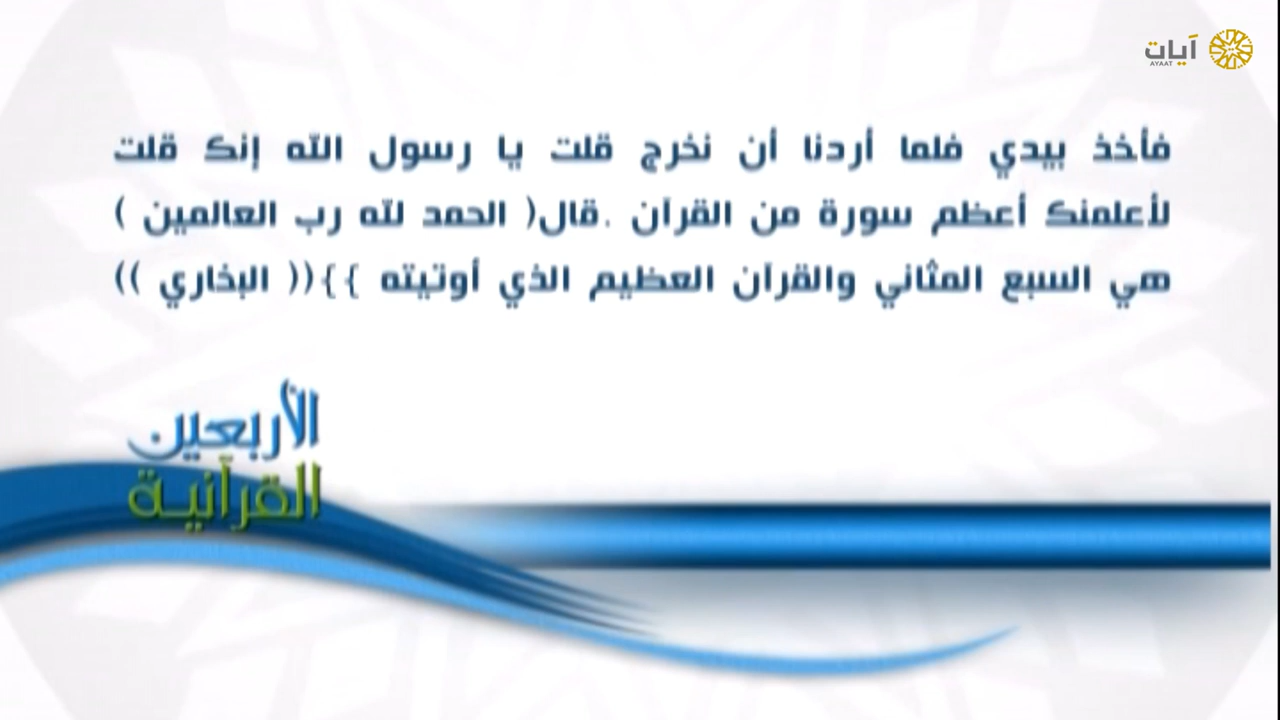 آيات
AYAAT
فأخذ بيدي فلما أردنا أن نخرج قلت يا رسول الله إنك قلت
لأعلمنك أعظم سورة من القرآن .قال( الحمد لله رب العالمين )
هي السبع المثاني والقرآن العظيم الذي أوتيته }}(( البخاري ))
الأربعين
القرآنية